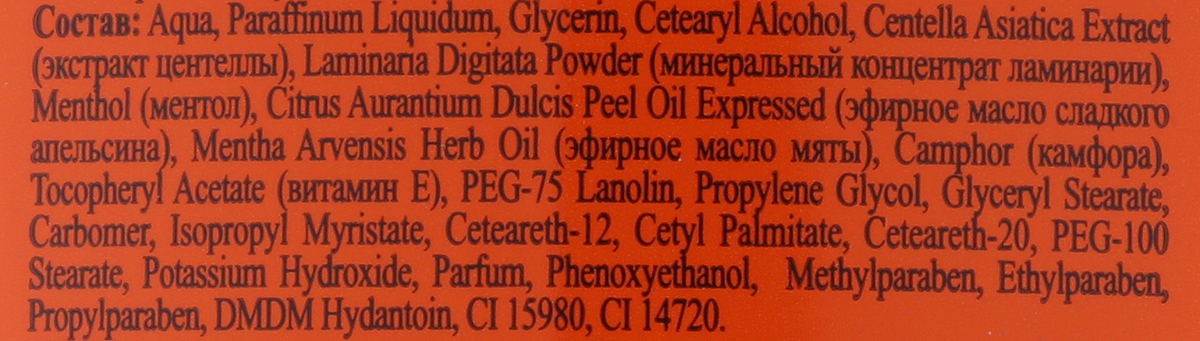 Состав: Aqua, Paraffinum Liquidum, Glycerin, Cetearyl Alcohol, Centella Asiatica Extract
(экстракт центеллы), Laminaria Digitata Powder (минеральный концентрат ламинарии),
Menthol (ментол), Citrus Aurantium Dulcis Peel Oil Expressed (эфирное масло сладкого
апельсина), Mentha Arvensis Herb Oil (эфирное масло мяты), Camphor (камфора),
Tocopheryl Acetate (витамин Е), PEG-75 Lanolin, Propylene Glycol, Glyceryl Stearate,
Carbomer, Isopropyl Myristate, Ceteareth-12, Cetyl Palmitate, Ceteareth-20, PEG-100
Stearate, Potassium Hydroxide, Parfum, Phenoxyethanol, Methylparaben, Ethylparaben,
Propylparaben, DMDM Hydantoin, CI 15980, CI 14720.